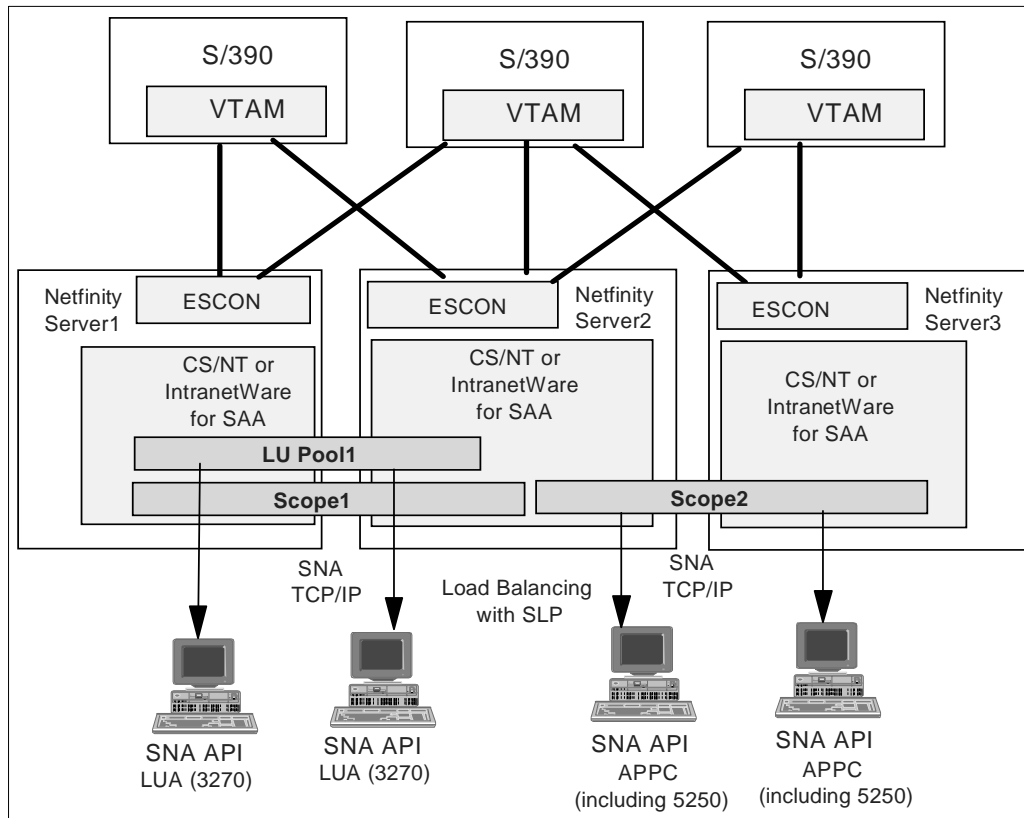 S/390
VTAM
S/390
VTAM
S/390
VTAM
Netfinity
Server1
ESCON
ESCON
Netfinity
Server2
ESCON
Netfinity
Server3
CS/NT or
IntranetWare
for SAA
CS/NT or
IntranetWare
for SAA
CS/NT or
IntranetWare
for SAA
LU Pool1
Scope1
Scope2
SNA
TCP/IP
Load Balancing
with SLP
SNA
TCP/IP
SNA API
LUA (3270)
SNA API
LUA (3270)
SNA API
APPC
(including 5250)
SNA API
APPC
(including 5250)